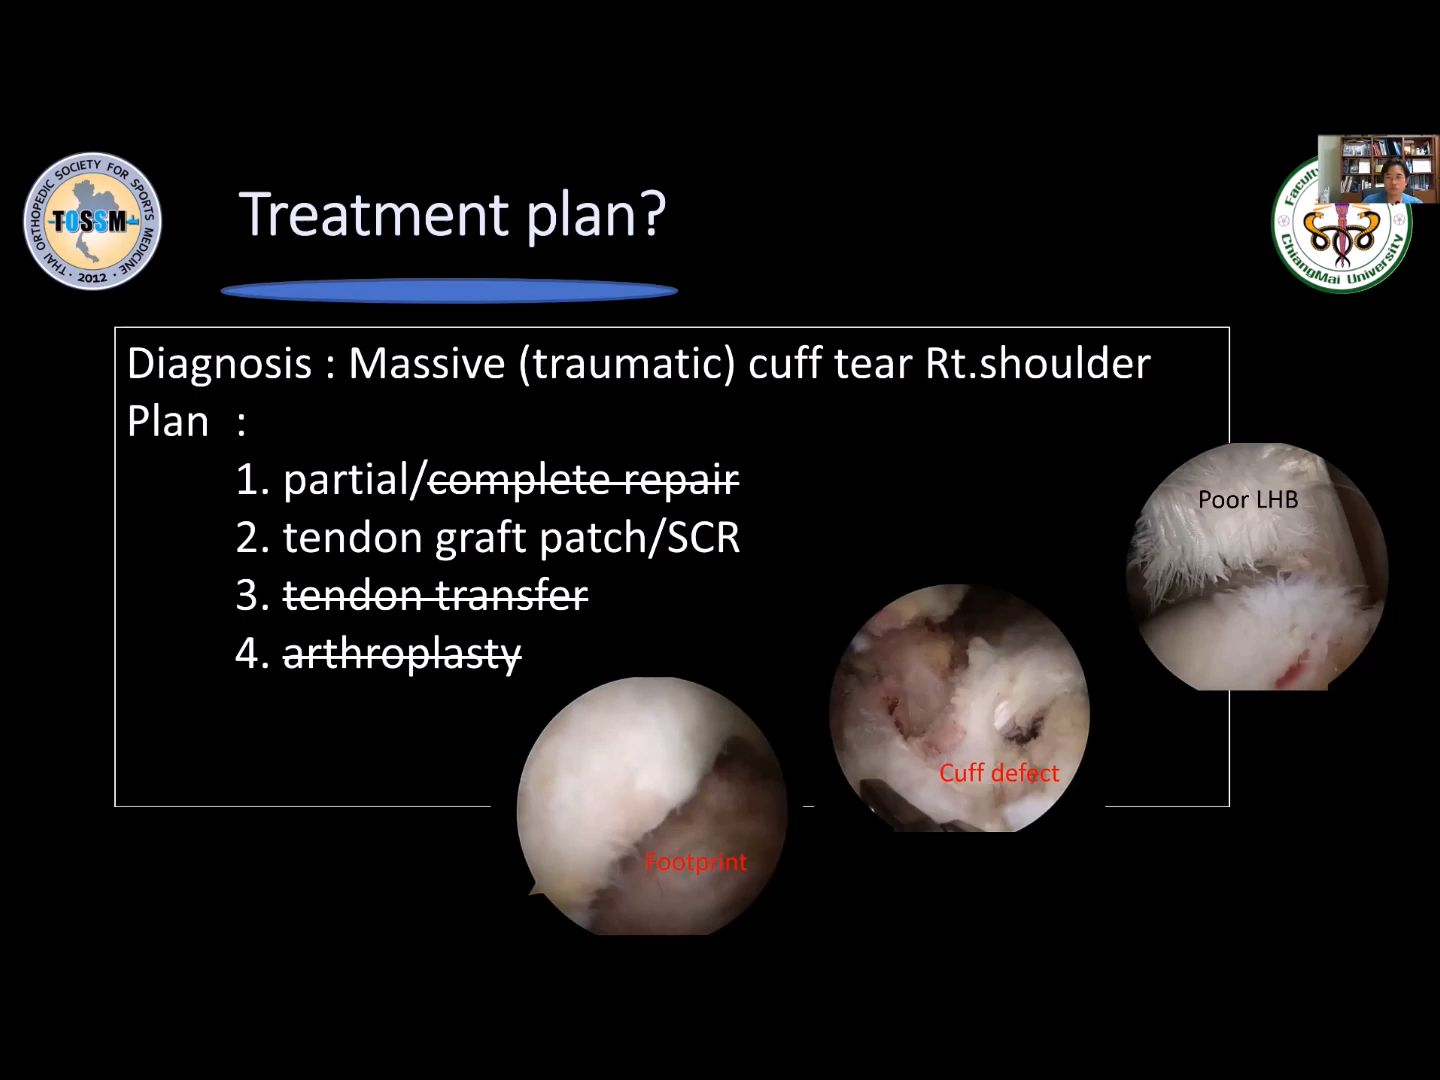 THAI ORTHOPEDIC SOCIETY FOR SPORTS MEDICINE
TOSSM
2012
Treatment plan?
Faculty
ChiangMai University
Diagnosis : Massive (traumatic) cuff tear Rt.shoulder
Plan :
1. partial/complete repair
2. tendon graft patch/SCR
3. tendon transfer
4. arthroplasty
Poor LHB
Cuff defect
Footprint